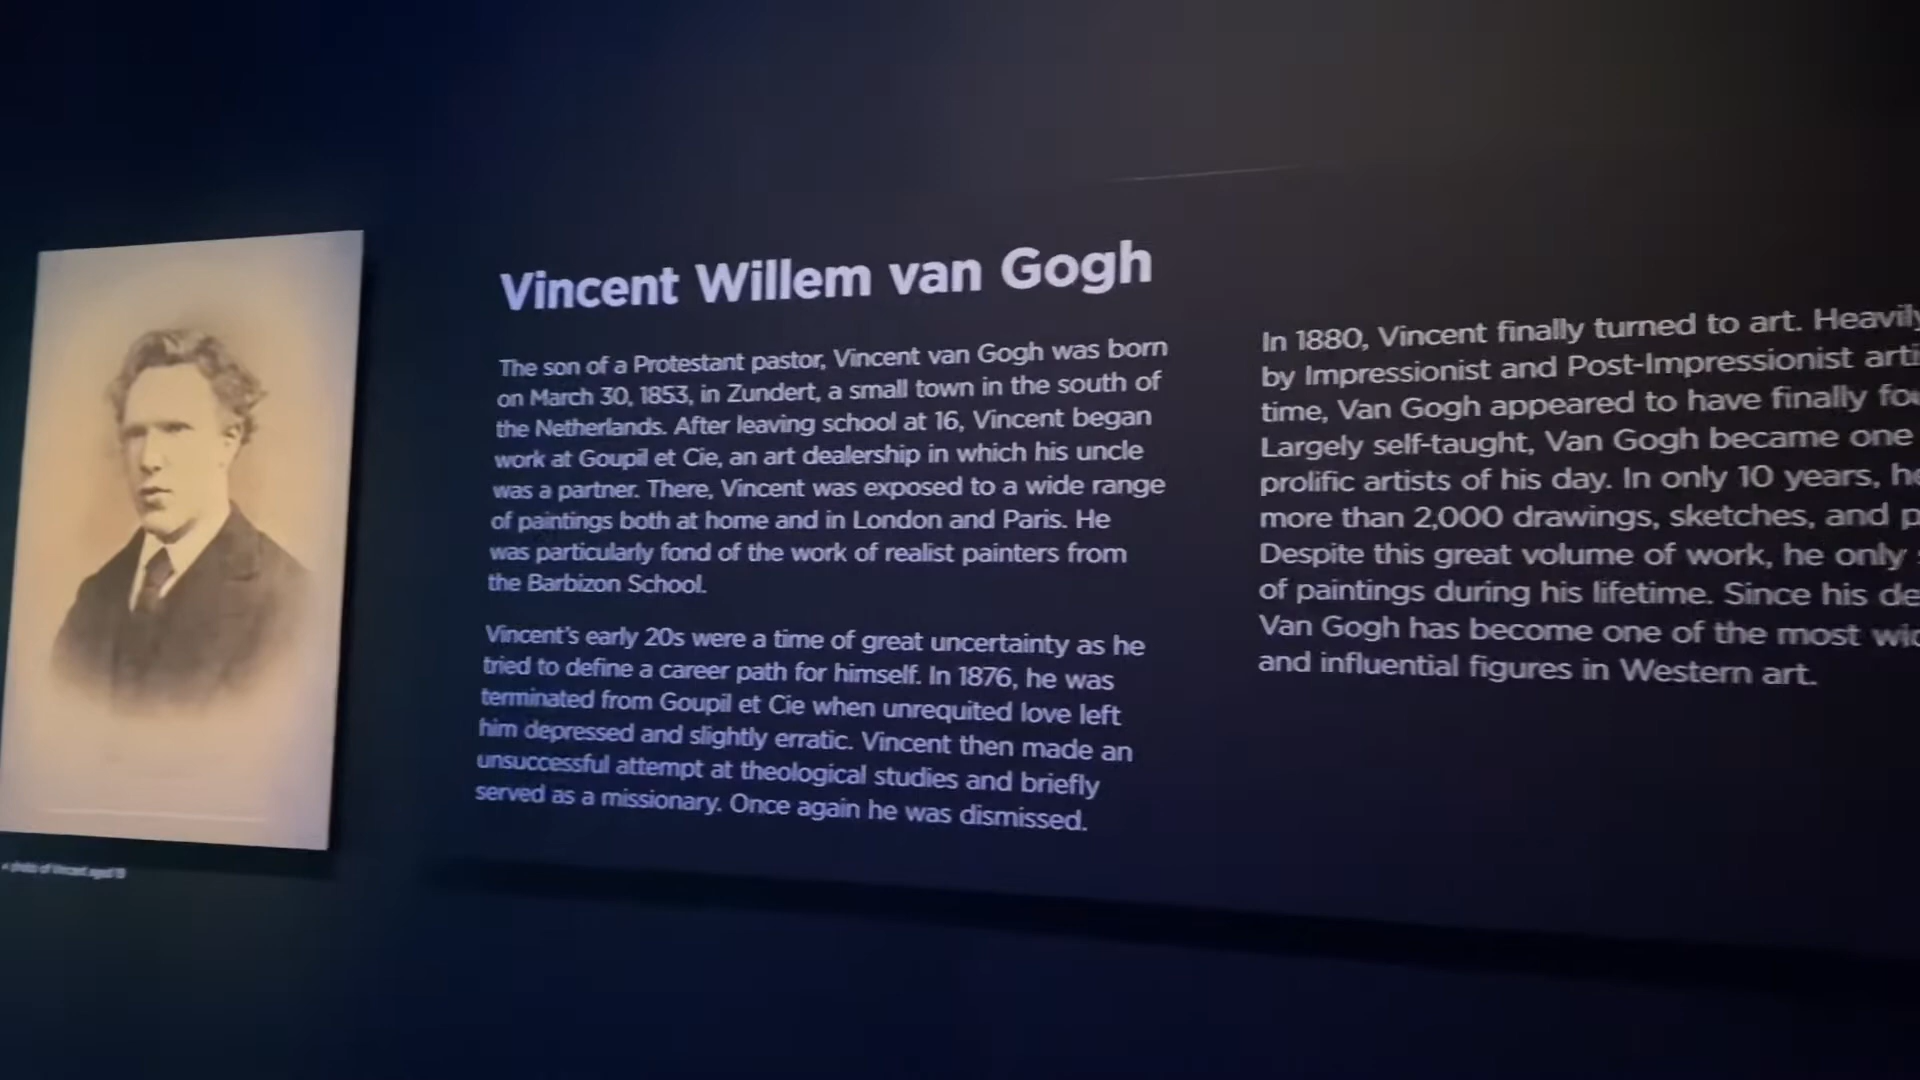 Vincent Willem van Gogh
The son of a Protestant pastor, Vincent van Gogh was born
on March 30, 1853, in Zundert, a small town in the south of
the Netherlands. After leaving school at 16, Vincent began
work at Goupil et Cie, an art dealership in which his uncle
was a partner. There, Vincent was exposed to a wide range
of paintings both at home and in London and Paris. He
was particularly fond of the work of realist painters from
the Barbizon School.
Vincent's early 20s were a time of great uncertainty as he
tried to define a career path for himself. In 1876, he was
terminated from Goupil et Cie when unrequited love left
him depressed and slightly erratic. Vincent then made an
unsuccessful attempt at theological studies and briefly
served as a missionary. Once again he was dismissed.
In 1880, Vincent finally turned to art. Heavily
by Impressionist and Post-Impressionist
time, Van Gogh appeared to have finally
Largely self-taught, Van Gogh became one
prolific artists of his day. In only 10 years,
more than 2,000 drawings, sketches, and
Despite this great volume of work, he only
of paintings during his lifetime. Since his
Van Gogh has become one of the most
and influential figures in Western art.
photo of Vincent aged 19